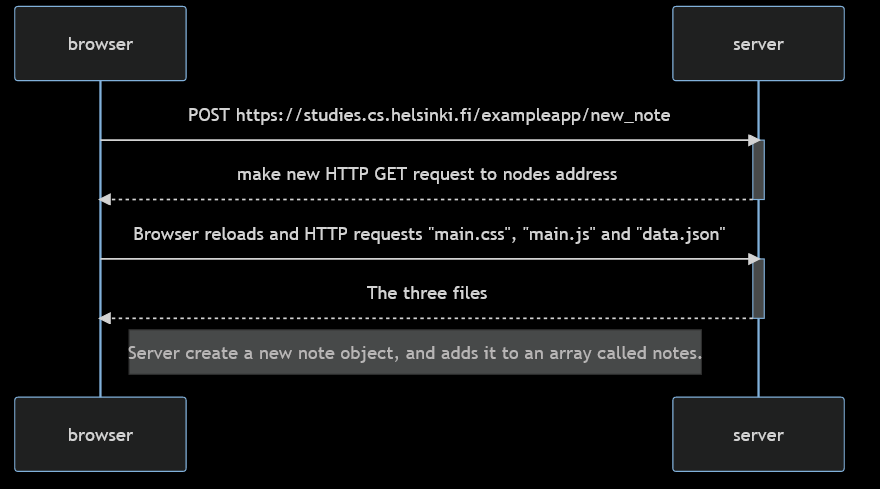 browser
server
POST https://studies.cs.helsinki.fi/exampleapp/new_note
make new HTTP GET request to nodes address
Browser reloads and HTTP requests "main.css", "main.js" and "data.json"
The three files
Server create a new note object, and adds it to an array called notes.
browser
server